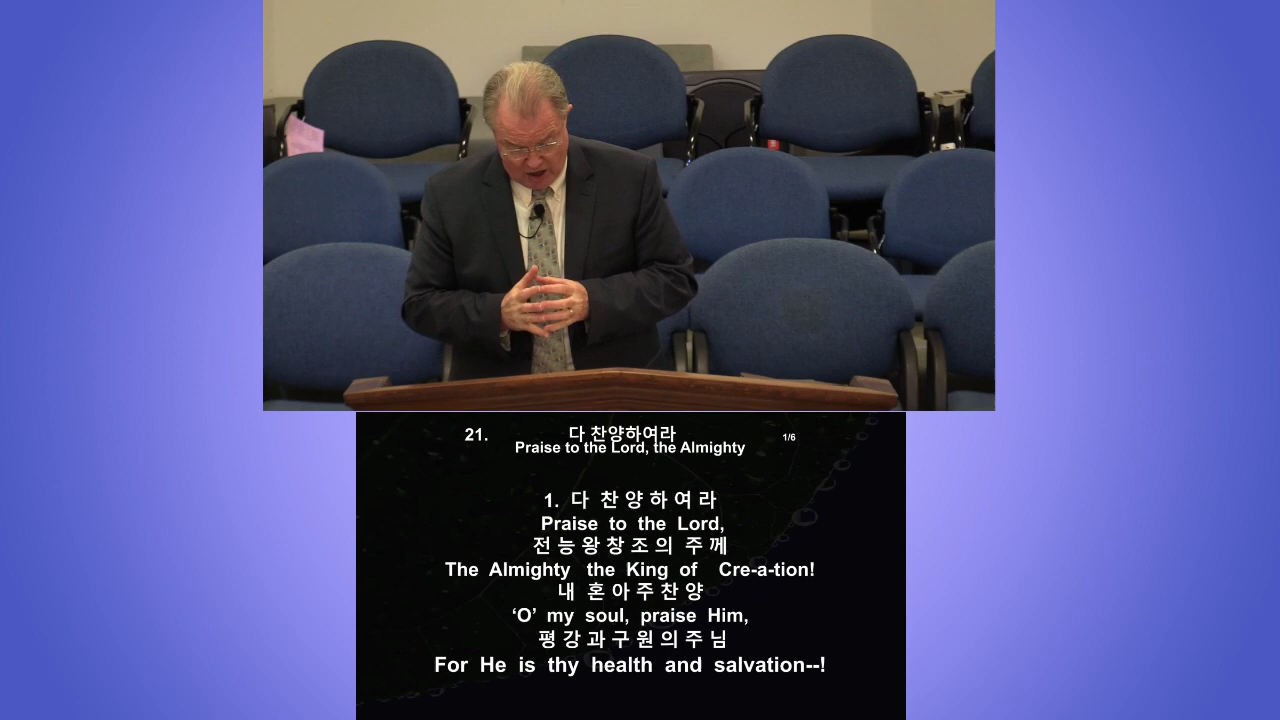 21. 다 찬양하여라 1/6
Praise to the Lord, the Almighty
1. 다 찬 양 하 여 라
Praise to the Lord,
전 능 왕 창 조 의 주 께
The Almighty the King of Cre-a-tion!
내 혼 아 주 찬 양
‘O’ my soul, praise Him,
평 강 과 구 원 의 주 님
For He is thy health and salvation--!